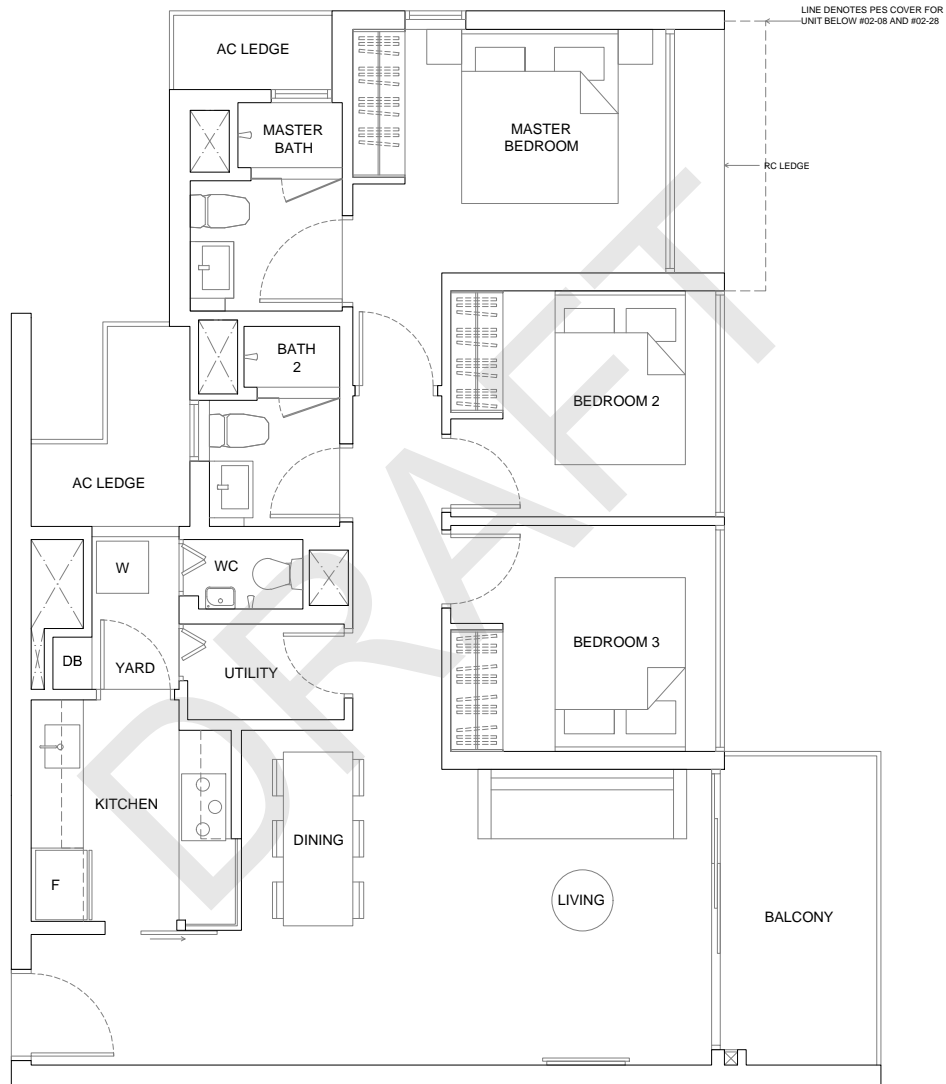 LINE DENOTES PES COVER FOR
UNIT BELOW #02-08 AND #02-28
AC LEDGE
MASTER
BATH
MASTER
BEDROOM
RC LEDGE
BATH
2
BEDROOM 2
AC LEDGE
W
WC
DB
YARD
UTILITY
BEDROOM 3
KITCHEN
DINING
F
LIVING
BALCONY
DRAFT